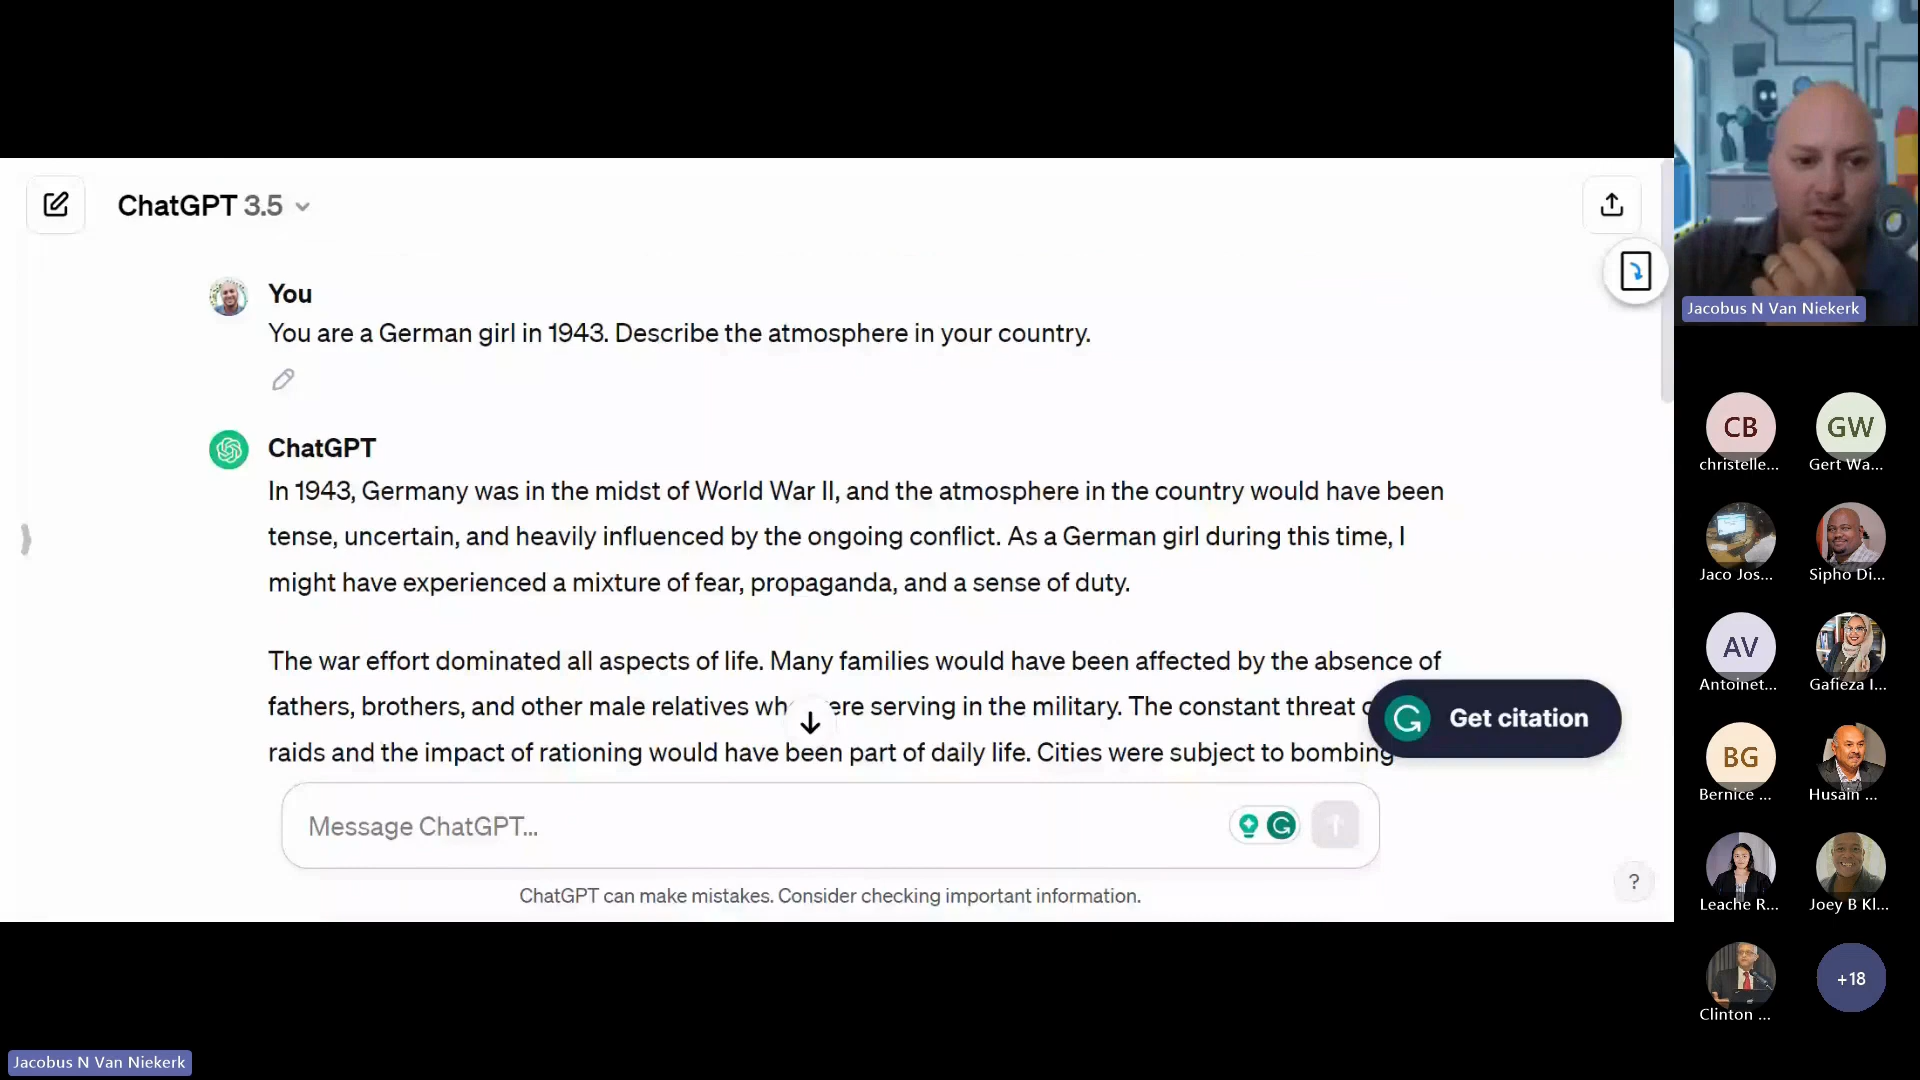 ChatGPT 3.5
You
You are a German girl in 1943. Describe the atmosphere in your country.
ChatGPT
In 1943, Germany was in the midst of World War II, and the atmosphere in the country would have been
tense, uncertain, and heavily influenced by the ongoing conflict. As a German girl during this time, I
might have experienced a mixture of fear, propaganda, and a sense of duty.
The war effort dominated all aspects of life. Many families would have been affected by the absence of
fathers, brothers, and other male relatives who were serving in the military. The constant threat
raids and the impact of rationing would have been part of daily life. Cities were subject to bombing
Get citation
Message ChatGPT...
ChatGPT can make mistakes. Consider checking important information.
?
Jacobus N Van Niekerk
CB
GW
christelle...
Gert Wa...
Jaco Jos...
Sipho Di...
AV
Antoinet...
Gafieza I...
BG
Bernice ...
Husain ...
Leache R...
Joey B Kl...
+18
Clinton ...
Jacobus N Van Niekerk